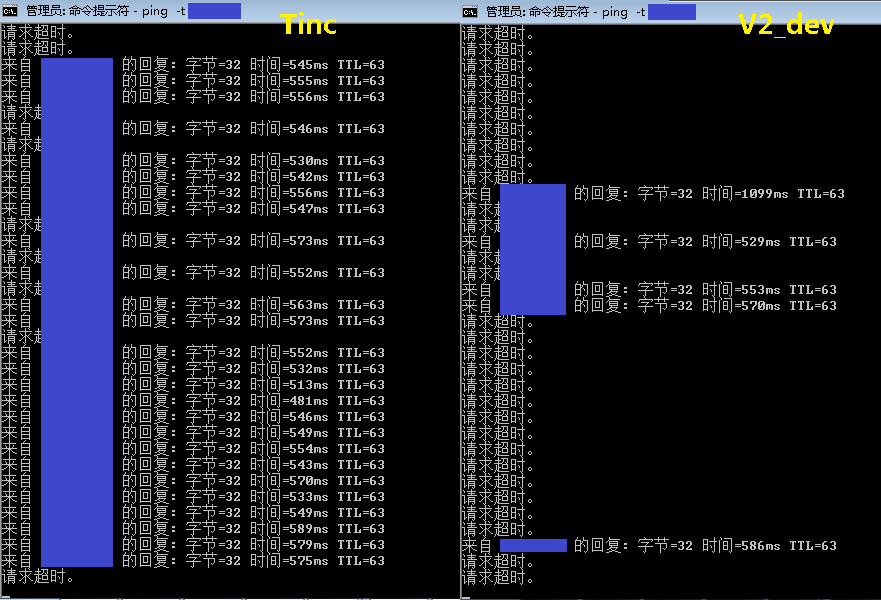 管理员: 命令提示符 - ping -t
Tinc
请求超时。
请求超时。
来自 的回复: 字节=32 时间=545ms TTL=63
来自 的回复: 字节=32 时间=555ms TTL=63
来自 的回复: 字节=32 时间=556ms TTL=63
请求超
来自 的回复: 字节=32 时间=546ms TTL=63
请求超
来自 的回复: 字节=32 时间=530ms TTL=63
来自 的回复: 字节=32 时间=542ms TTL=63
来自 的回复: 字节=32 时间=556ms TTL=63
来自 的回复: 字节=32 时间=547ms TTL=63
请求超
来自 的回复: 字节=32 时间=573ms TTL=63
请求超
来自 的回复: 字节=32 时间=552ms TTL=63
请求超
来自 的回复: 字节=32 时间=563ms TTL=63
来自 的回复: 字节=32 时间=573ms TTL=63
请求超
来自 的回复: 字节=32 时间=552ms TTL=63
来自 的回复: 字节=32 时间=532ms TTL=63
来自 的回复: 字节=32 时间=513ms TTL=63
来自 的回复: 字节=32 时间=481ms TTL=63
来自 的回复: 字节=32 时间=546ms TTL=63
来自 的回复: 字节=32 时间=549ms TTL=63
来自 的回复: 字节=32 时间=554ms TTL=63
来自 的回复: 字节=32 时间=543ms TTL=63
来自 的回复: 字节=32 时间=570ms TTL=63
来自 的回复: 字节=32 时间=533ms TTL=63
来自 的回复: 字节=32 时间=549ms TTL=63
来自 的回复: 字节=32 时间=589ms TTL=63
来自 的回复: 字节=32 时间=579ms TTL=63
来自 的回复: 字节=32 时间=575ms TTL=63
请求超时。
管理员: 命令提示符 - ping -t
V2_dev
请求超时。
请求超时。
请求超时。
请求超时。
请求超时。
请求超时。
请求超时。
请求超时。
请求超时。
请求超时。
来自 的回复: 字节=32 时间=1099ms TTL=63
请求超
请求超
来自 的回复: 字节=32 时间=529ms TTL=63
请求超
请求超
来自 的回复: 字节=32 时间=553ms TTL=63
来自 的回复: 字节=32 时间=570ms TTL=63
请求超时。
请求超时。
请求超时。
请求超时。
请求超时。
请求超时。
请求超时。
请求超时。
请求超时。
请求超时。
请求超时。
请求超时。
请求超时。
请求超时。
来自 的回复: 字节=32 时间=586ms TTL=63
请求超时。
请求超时。